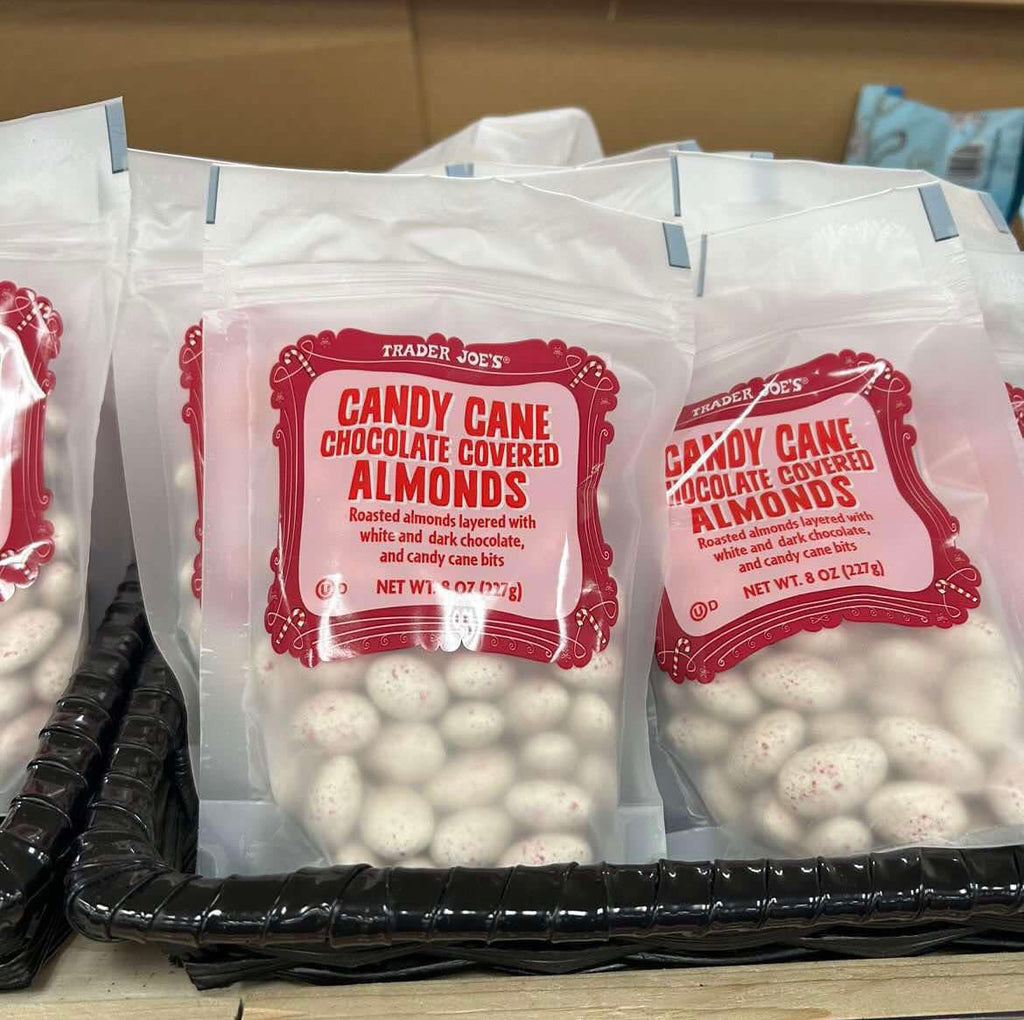 TRADER JOE'S®
CANDY CANE
CHOCOLATE COVERED
ALMONDS
Roasted almonds layered with
white and dark chocolate,
and candy cane bits
U D NET WT. 8 OZ (227g)
TRADER JOE'S®
CANDY CANE
CHOCOLATE COVERED
ALMONDS
Roasted almonds layered with
white and dark chocolate,
and candy cane bits
U D NET WT. 8 OZ (227g)